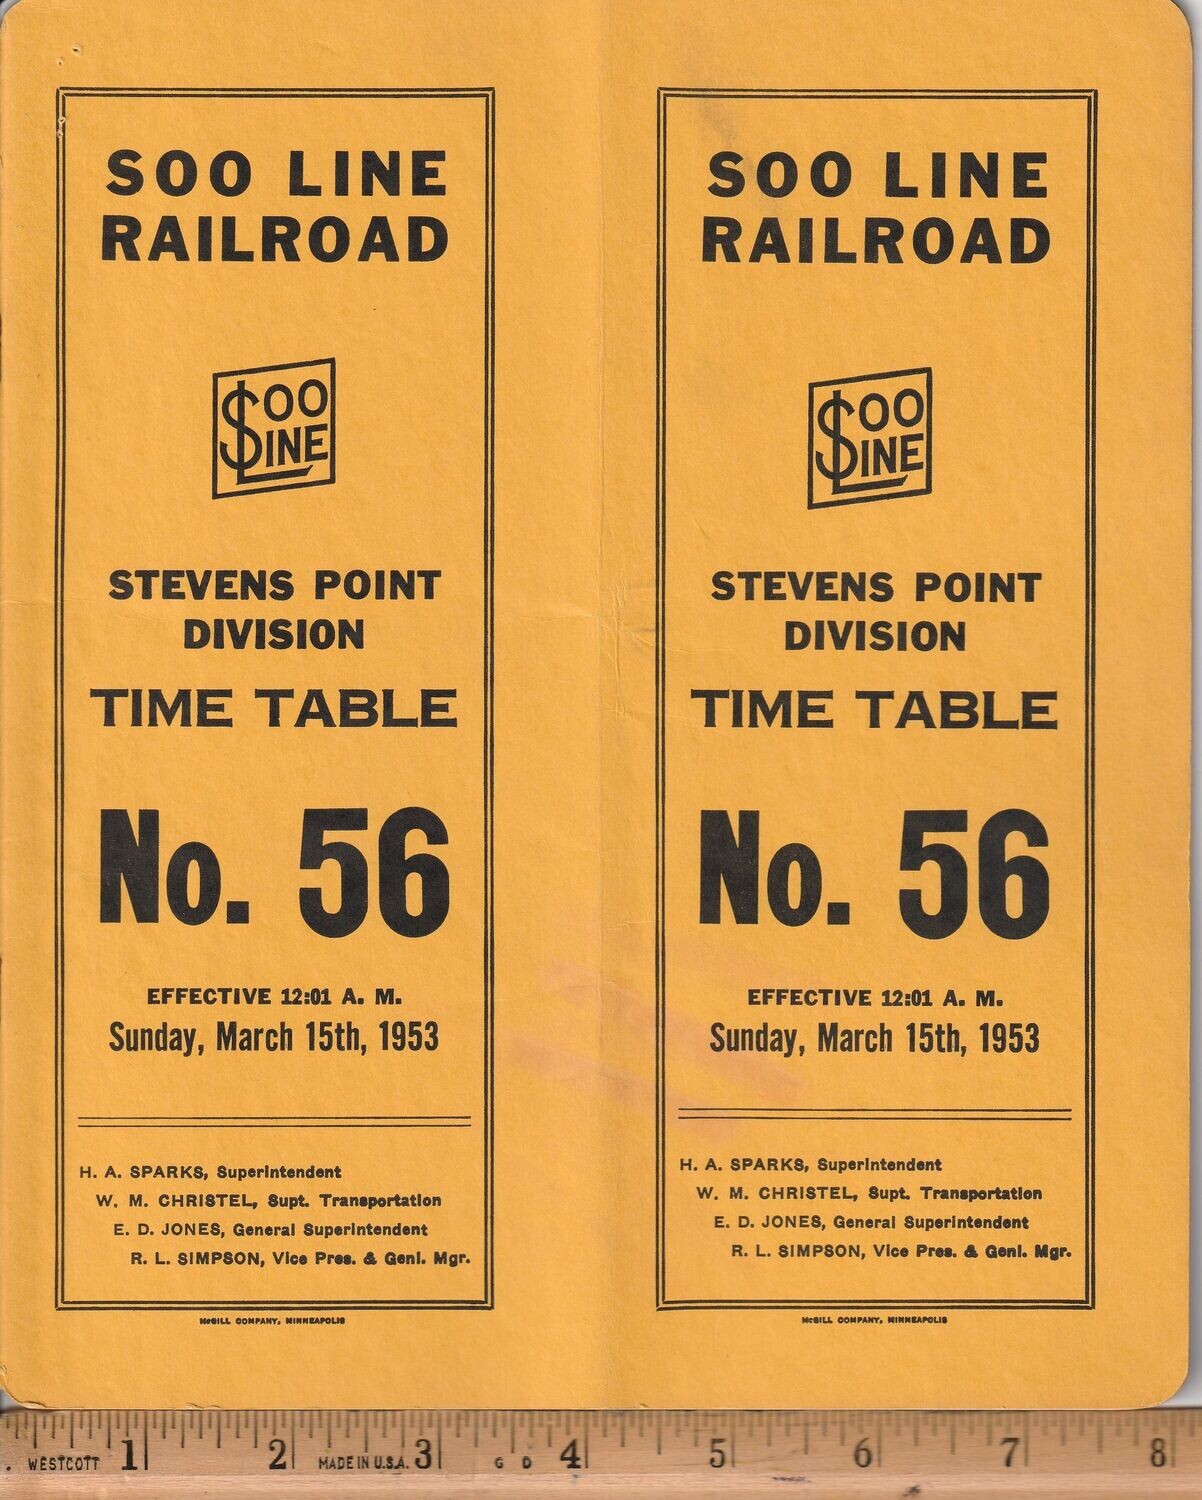 SOO LINE
RAILROAD
SOO
LINE
STEVENS POINT
DIVISION
TIME TABLE
No. 56
EFFECTIVE 12:01 A. M.
Sunday, March 15th, 1953
H. A. SPARKS, Superintendent
W. M. CHRISTEL, Supt. Transportation
E. D. JONES, General Superintendent
R. L. SIMPSON, Vice Pres. & Genl. Mgr.
McGILL COMPANY, MINNEAPOLIS
SOO LINE
RAILROAD
SOO
LINE
STEVENS POINT
DIVISION
TIME TABLE
No. 56
EFFECTIVE 12:01 A. M.
Sunday, March 15th, 1953
H. A. SPARKS, Superintendent
W. M. CHRISTEL, Supt. Transportation
E. D. JONES, General Superintendent
R. L. SIMPSON, Vice Pres. & Genl. Mgr.
McGILL COMPANY, MINNEAPOLIS
WESTCOTT 1 2 MADE IN U.S.A. 3 G D 4 5 6 7 8